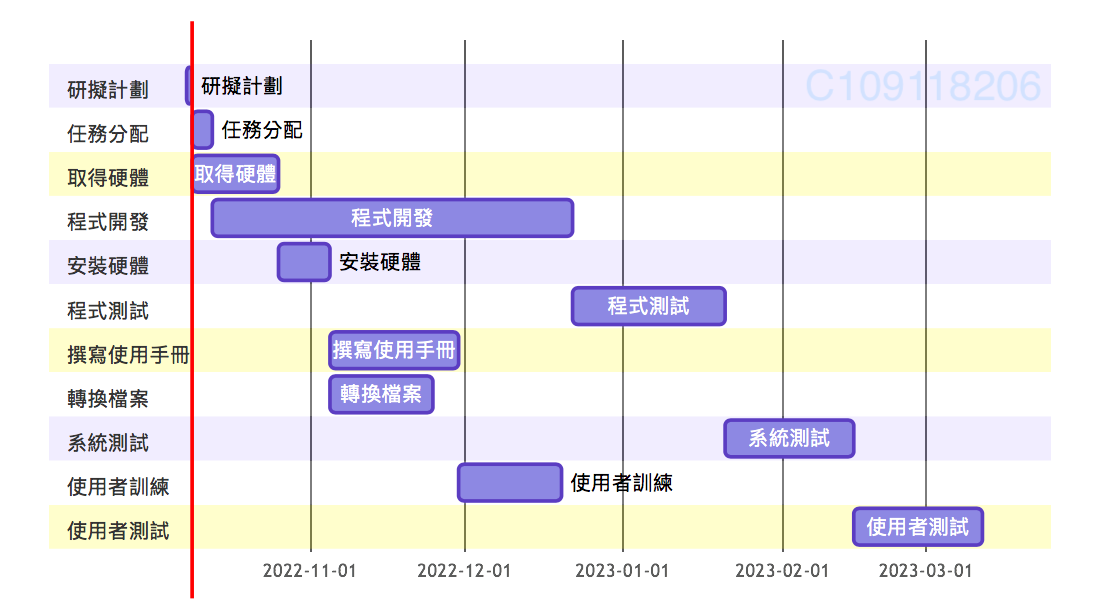 研擬計劃 研擬計劃 C109118206
任務分配 任務分配
取得硬體 取得硬體
程式開發 程式開發
安裝硬體 安裝硬體
程式測試 程式測試
撰寫使用手冊 撰寫使用手冊
轉換檔案 轉換檔案
系統測試 系統測試
使用者訓練 使用者訓練
使用者測試 使用者測試
2022-11-01 2022-12-01 2023-01-01 2023-02-01 2023-03-01